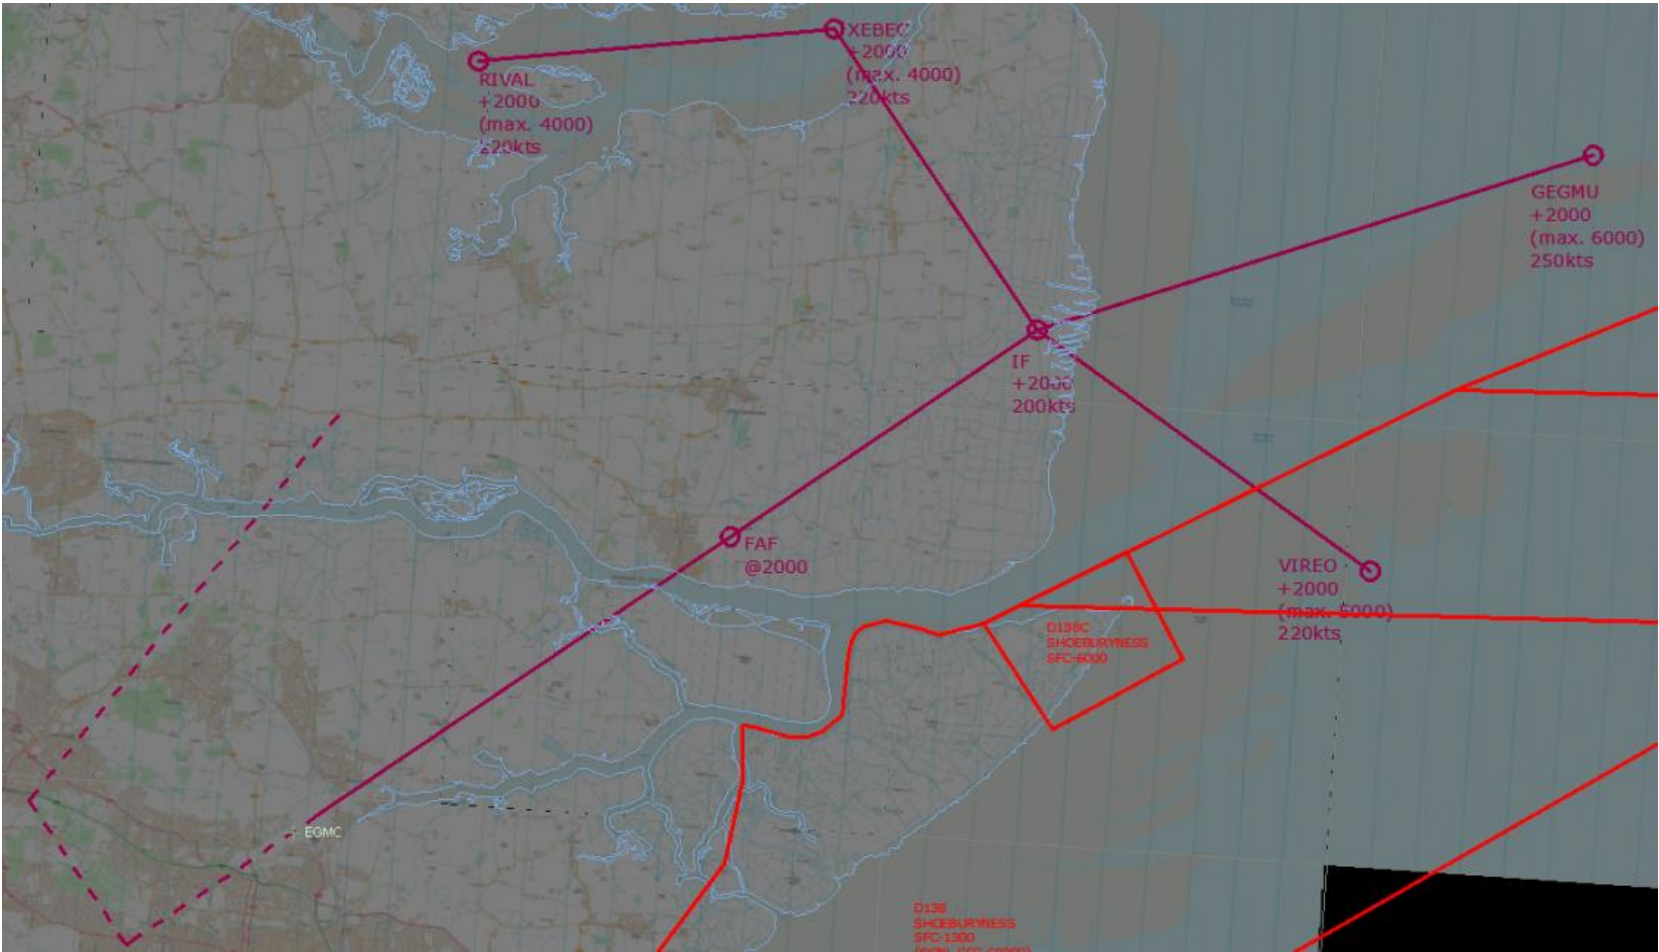 XEBEC
+2000
(max. 4000)
220kts
RIVAL
+2000
(max. 4000)
220kts
GEGMU
+2000
(max. 6000)
250kts
IF
+2000
200kts
FAF
@2000
VIREO
+2000
(max. 5000)
220kts
D138C
SHOEBURYNESS
SFC-6000
EGMC
D138
SHOEBURYNESS
SFC-1300